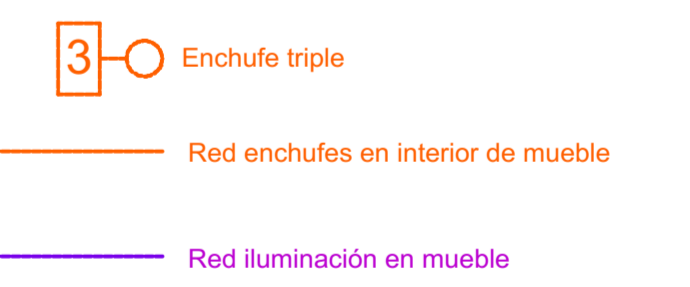 3 Enchufe triple
Red enchufes en interior de mueble
Red iluminación en mueble